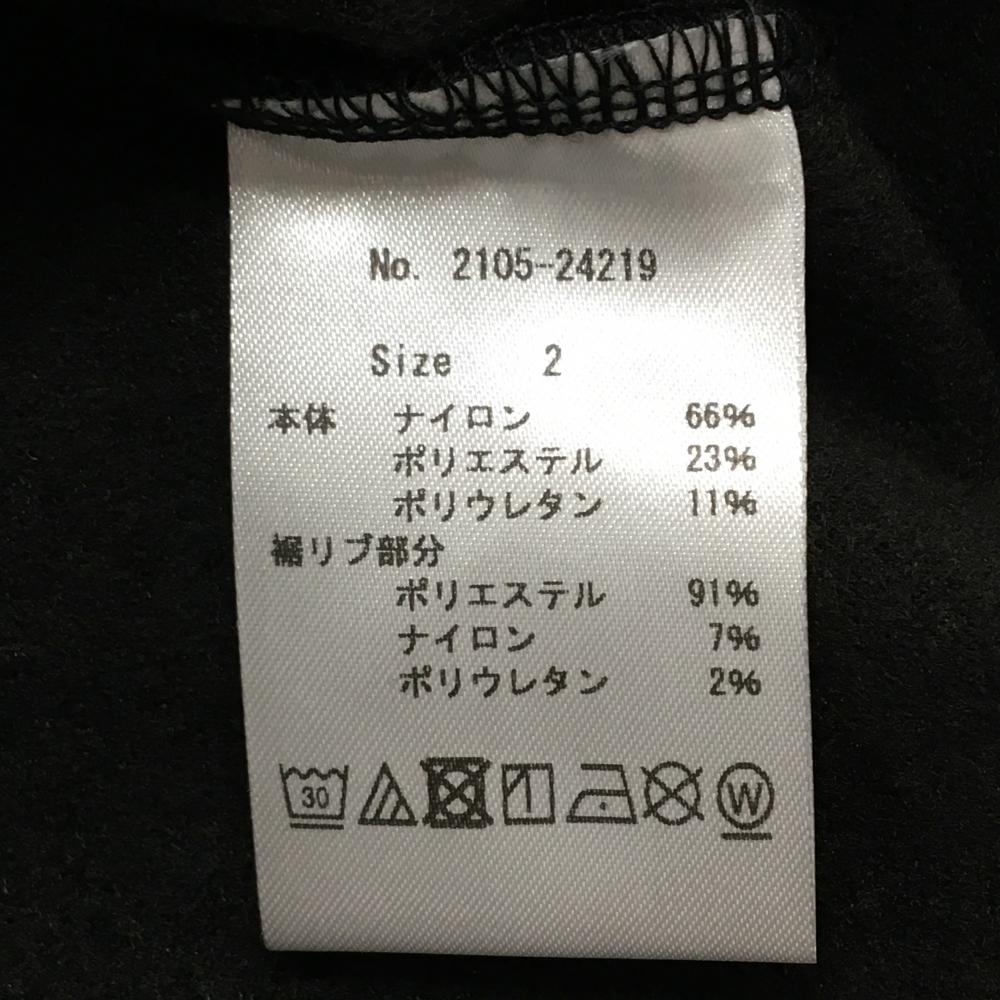 No. 2105-24219
Size 2
本体 ナイロン 66%
ポリエステル 23%
ポリウレタン 11%
裾リブ部分
ポリエステル 91%
ナイロン 7%
ポリウレタン 2%
30 W